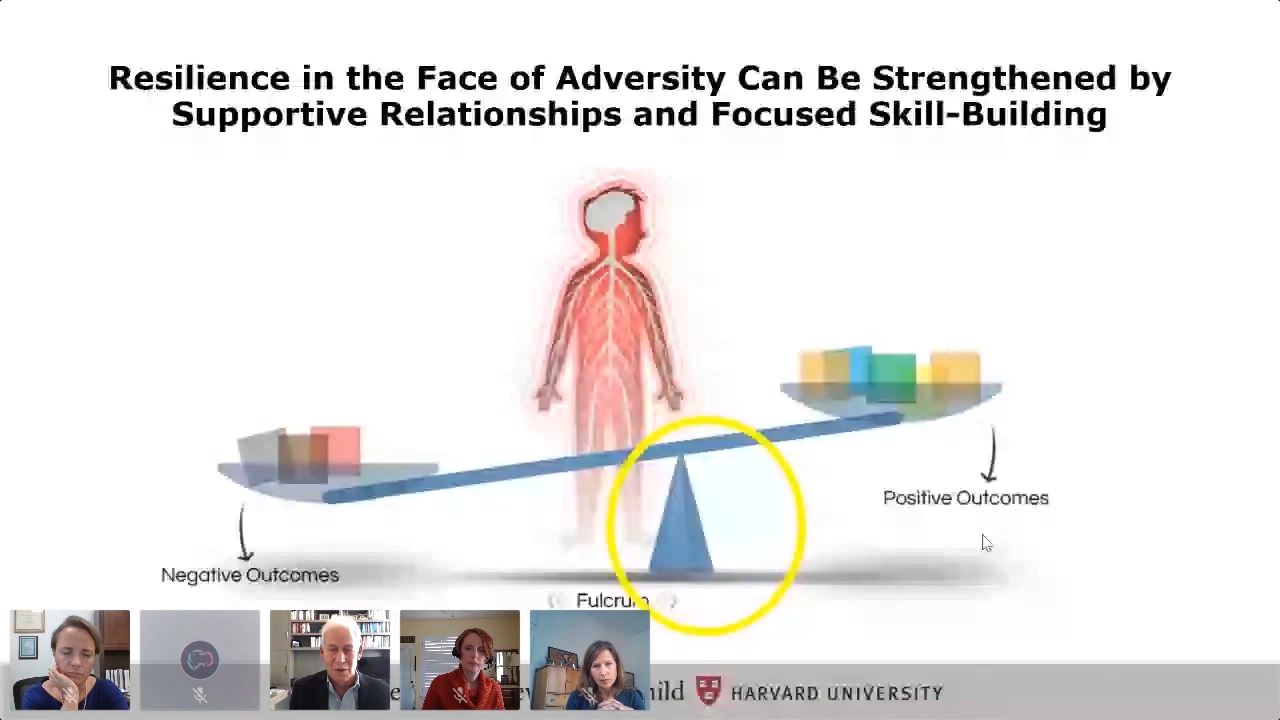 Resilience in the Face of Adversity Can Be Strengthened by
Supportive Relationships and Focused Skill-Building
Positive Outcomes
Negative Outcomes
Fulcrum
HARVARD UNIVERSITY